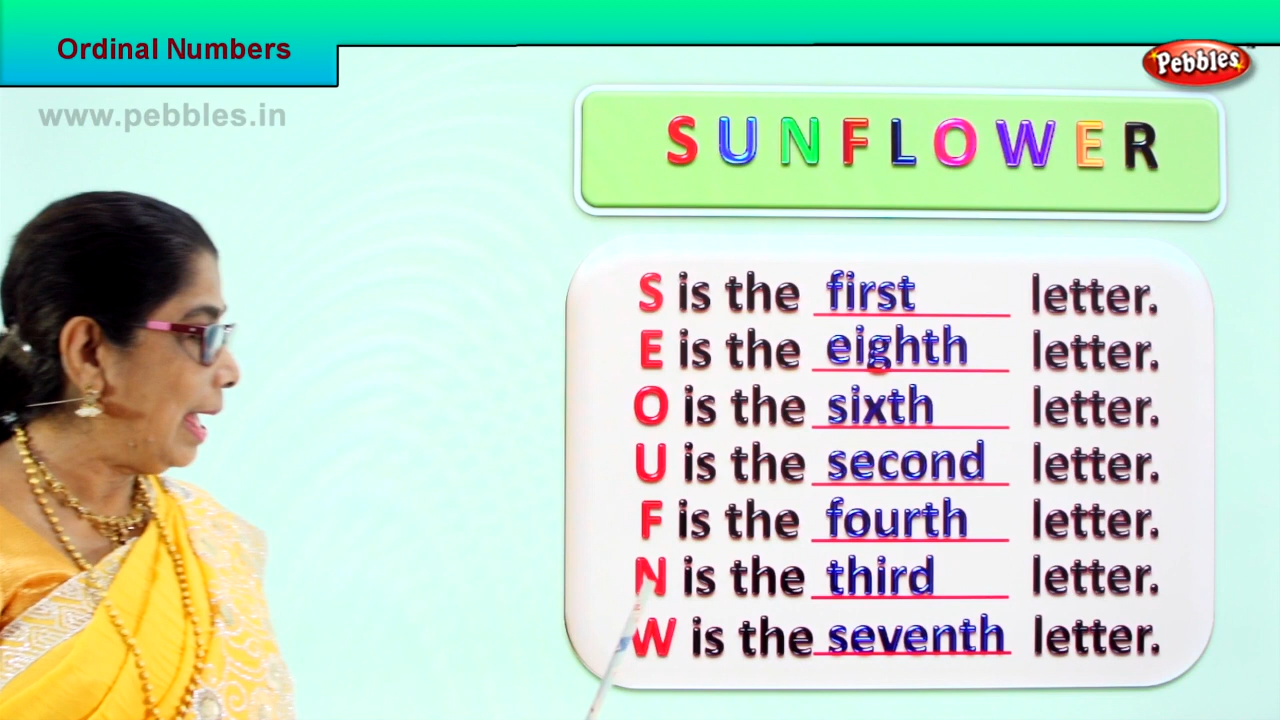 Ordinal Numbers
Pebbles
www.pebbles.in
SUNFLOWER
S is the first letter.
E is the eighth letter.
O is the sixth letter.
U is the second letter.
F is the fourth letter.
N is the third letter.
W is the seventh letter.